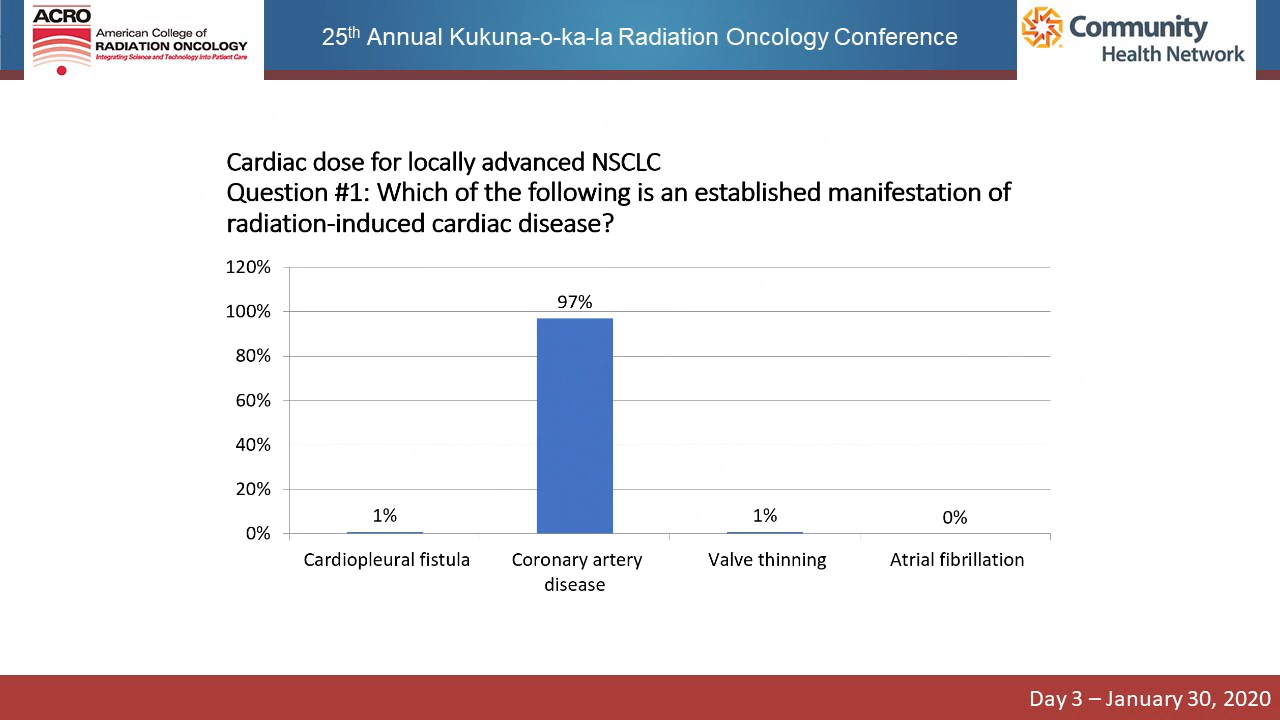 ACRO
American College of
RADIATION ONCOLOGY
Integrating Science and Technology into Patient Care
25th Annual Kukuna-o-ka-la Radiation Oncology Conference
Community
Health Network
Cardiac dose for locally advanced NSCLC
Question #1: Which of the following is an established manifestation of
radiation-induced cardiac disease?
120%
100%
80%
60%
40%
20%
0%
1%
97%
1%
0%
Cardiopleural fistula
Coronary artery
disease
Valve thinning
Atrial fibrillation
Day 3 – January 30, 2020